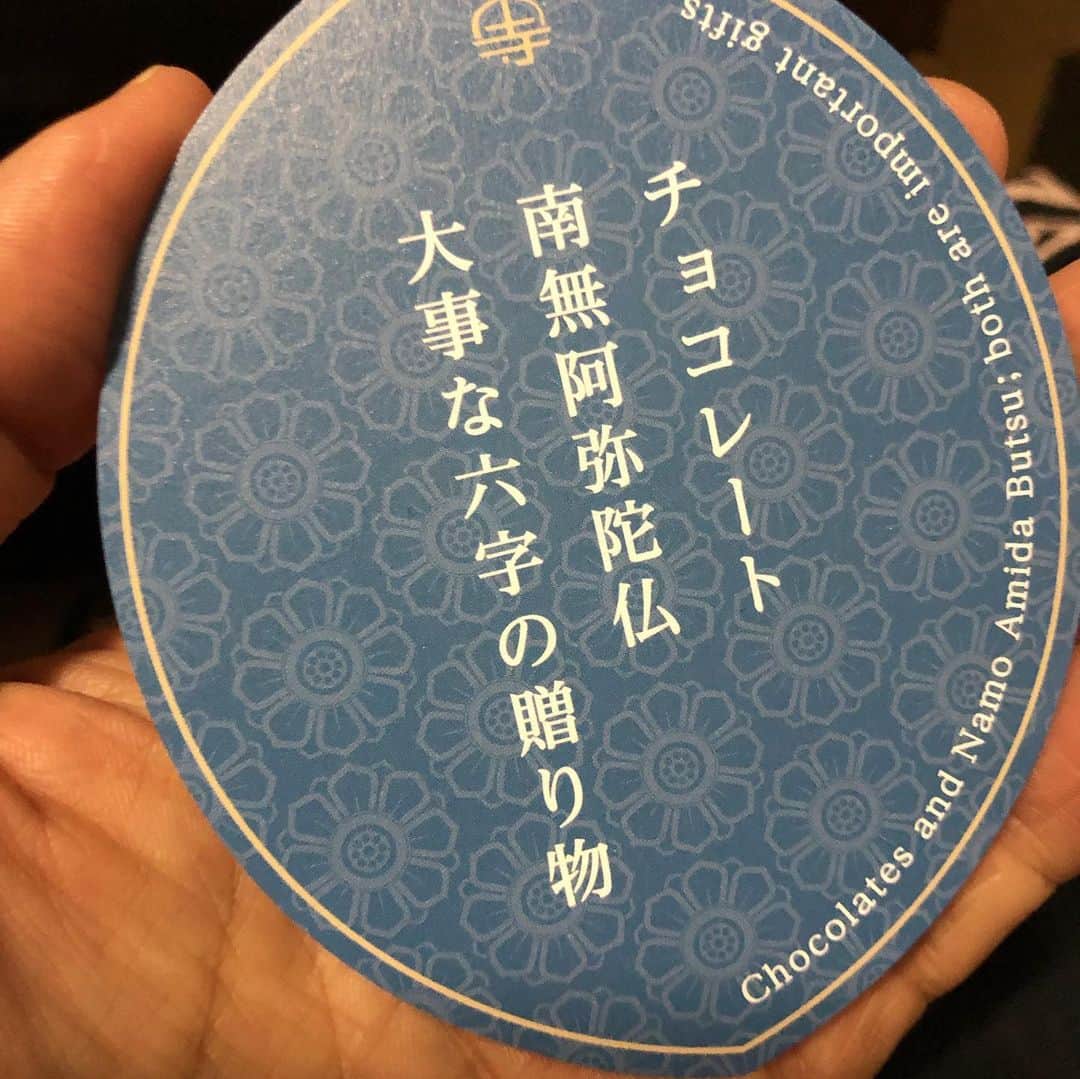 チョコレート
南無阿弥陀仏
大事な六字の贈り物
Chocolates and Namo Amida Butsu; both are important gifts